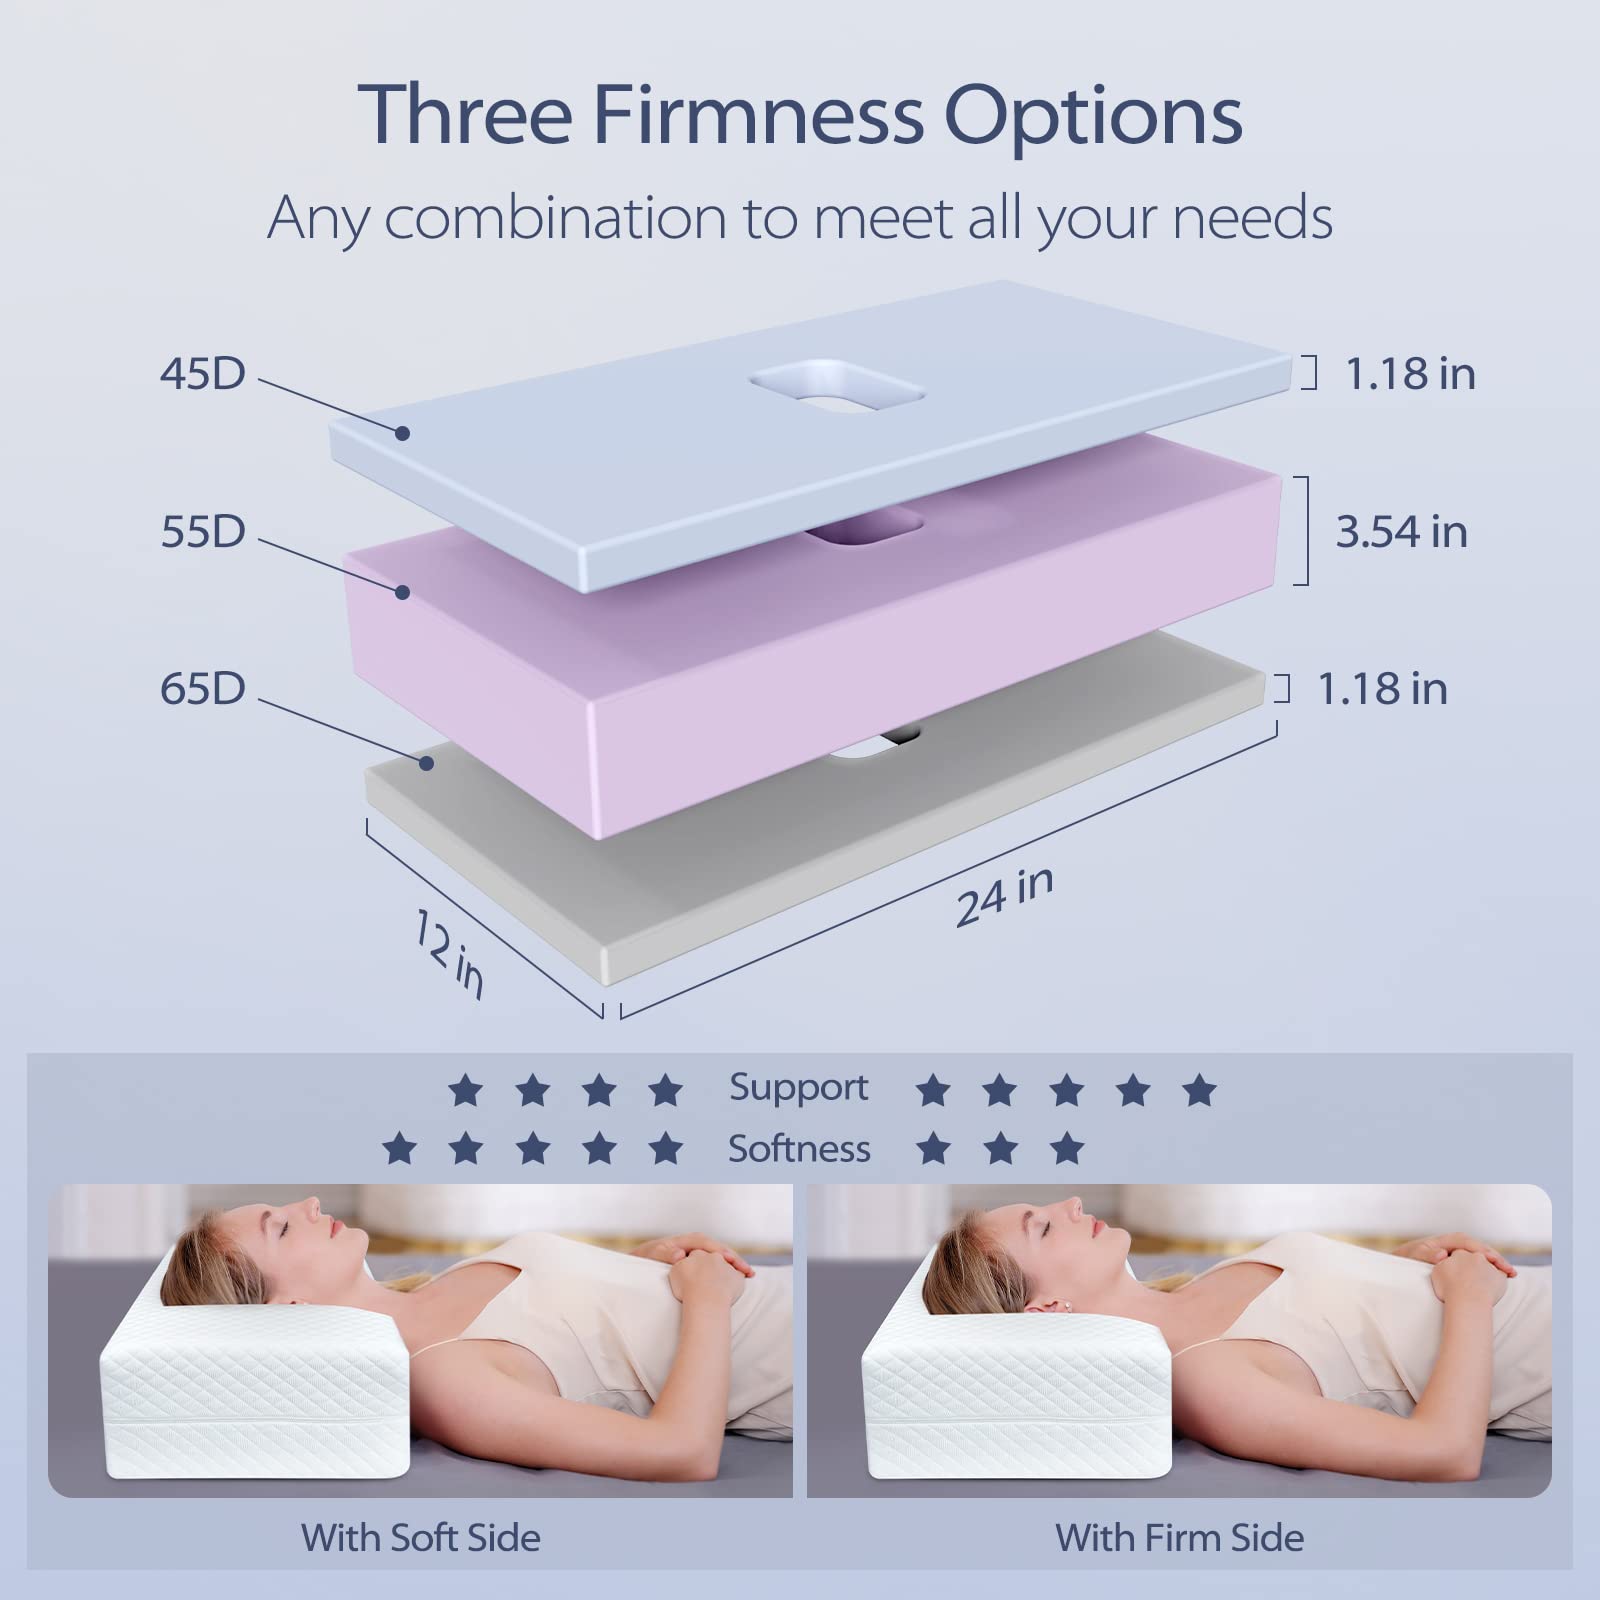 Three Firmness Options
Any combination to meet all your needs
45D
1.18 in
55D
3.54 in
65D
1.18 in
12 in
24 in
Support
Softness
With Soft Side
With Firm Side